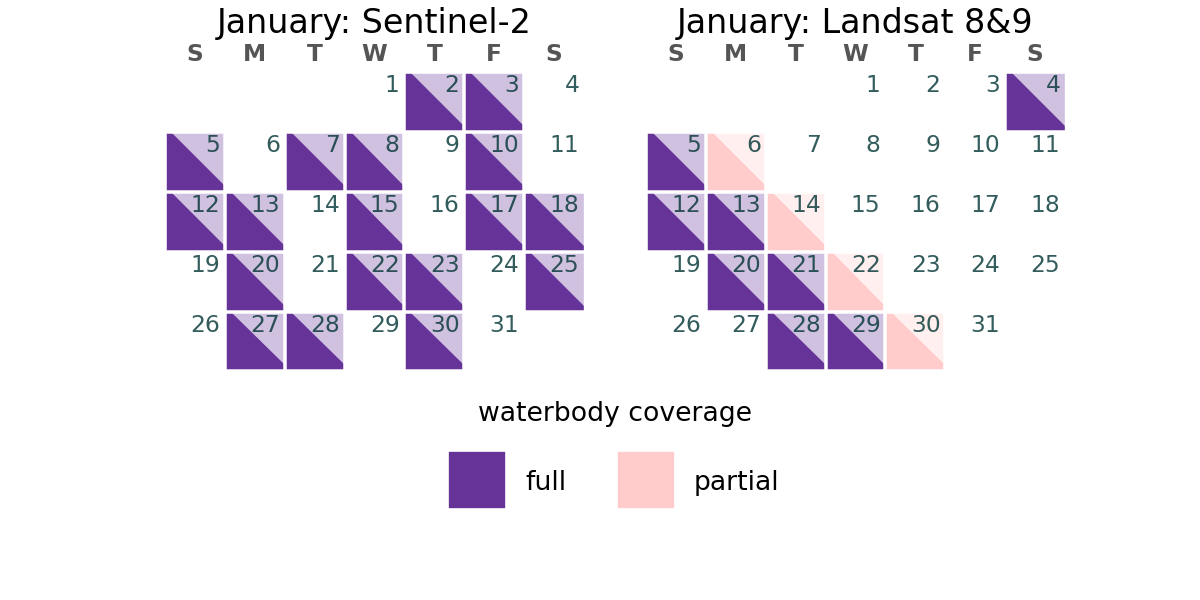 January: Sentinel-2
S M T W T F S
1 2 3 4
5 6 7 8 9 10 11
12 13 14 15 16 17 18
19 20 21 22 23 24 25
26 27 28 29 30 31
January: Landsat 8&9
S M T W T F S
1 2 3 4
5 6 7 8 9 10 11
12 13 14 15 16 17 18
19 20 21 22 23 24 25
26 27 28 29 30 31
waterbody coverage
full partial